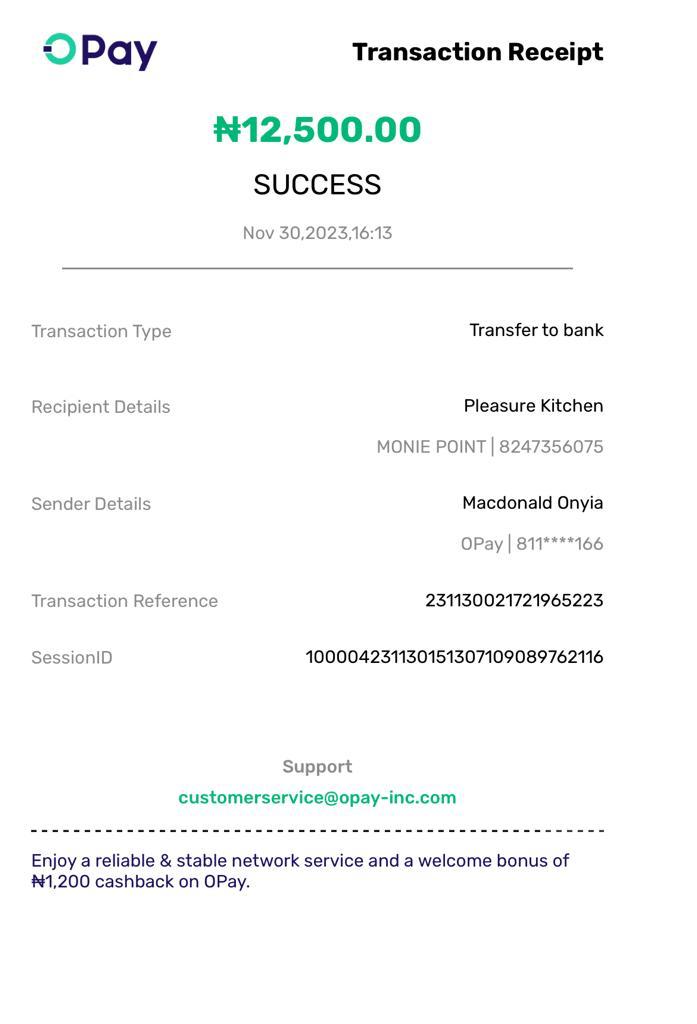 OPay
Transaction Receipt
₦12,500.00
SUCCESS
Nov 30,2023,16:13
Transaction Type Transfer to bank
Recipient Details Pleasure Kitchen
MONIE POINT | 8247356075
Sender Details Macdonald Onyia
OPay | 811****166
Transaction Reference 231130021721965223
SessionID 100004231130151307109089762116
Support
customerservice@opay-inc.com
Enjoy a reliable & stable network service and a welcome bonus of
₦1,200 cashback on OPay.